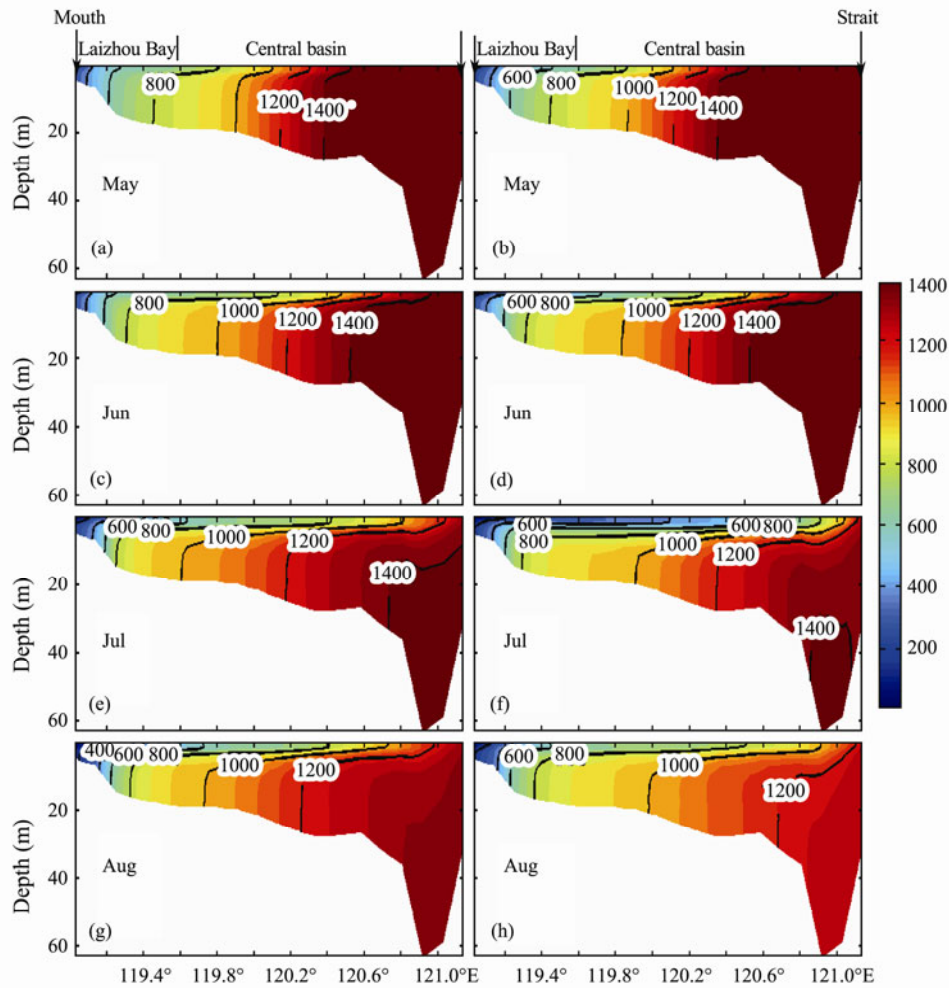 Mouth Strait
Laizhou Bay Central basin Laizhou Bay Central basin
800 1200 1400 600 800 1000 1200 1400
Depth (m) 20 40 60
May (a) May (b)
800 1000 1200 1400 600 800 1000 1200 1400
Depth (m) 20 40 60
Jun (c) Jun (d)
600 800 1000 1200 1400 600 800 600 800 1000 1200 1400
Depth (m) 20 40 60
Jul (e) Jul (f)
400 600 800 1000 1200 600 800 1000 1200
Depth (m) 20 40 60
Aug (g) Aug (h)
119.4° 119.8° 120.2° 120.6° 121.0°E 119.4° 119.8° 120.2° 120.6° 121.0°E
1400
1200
1000
800
600
400
200